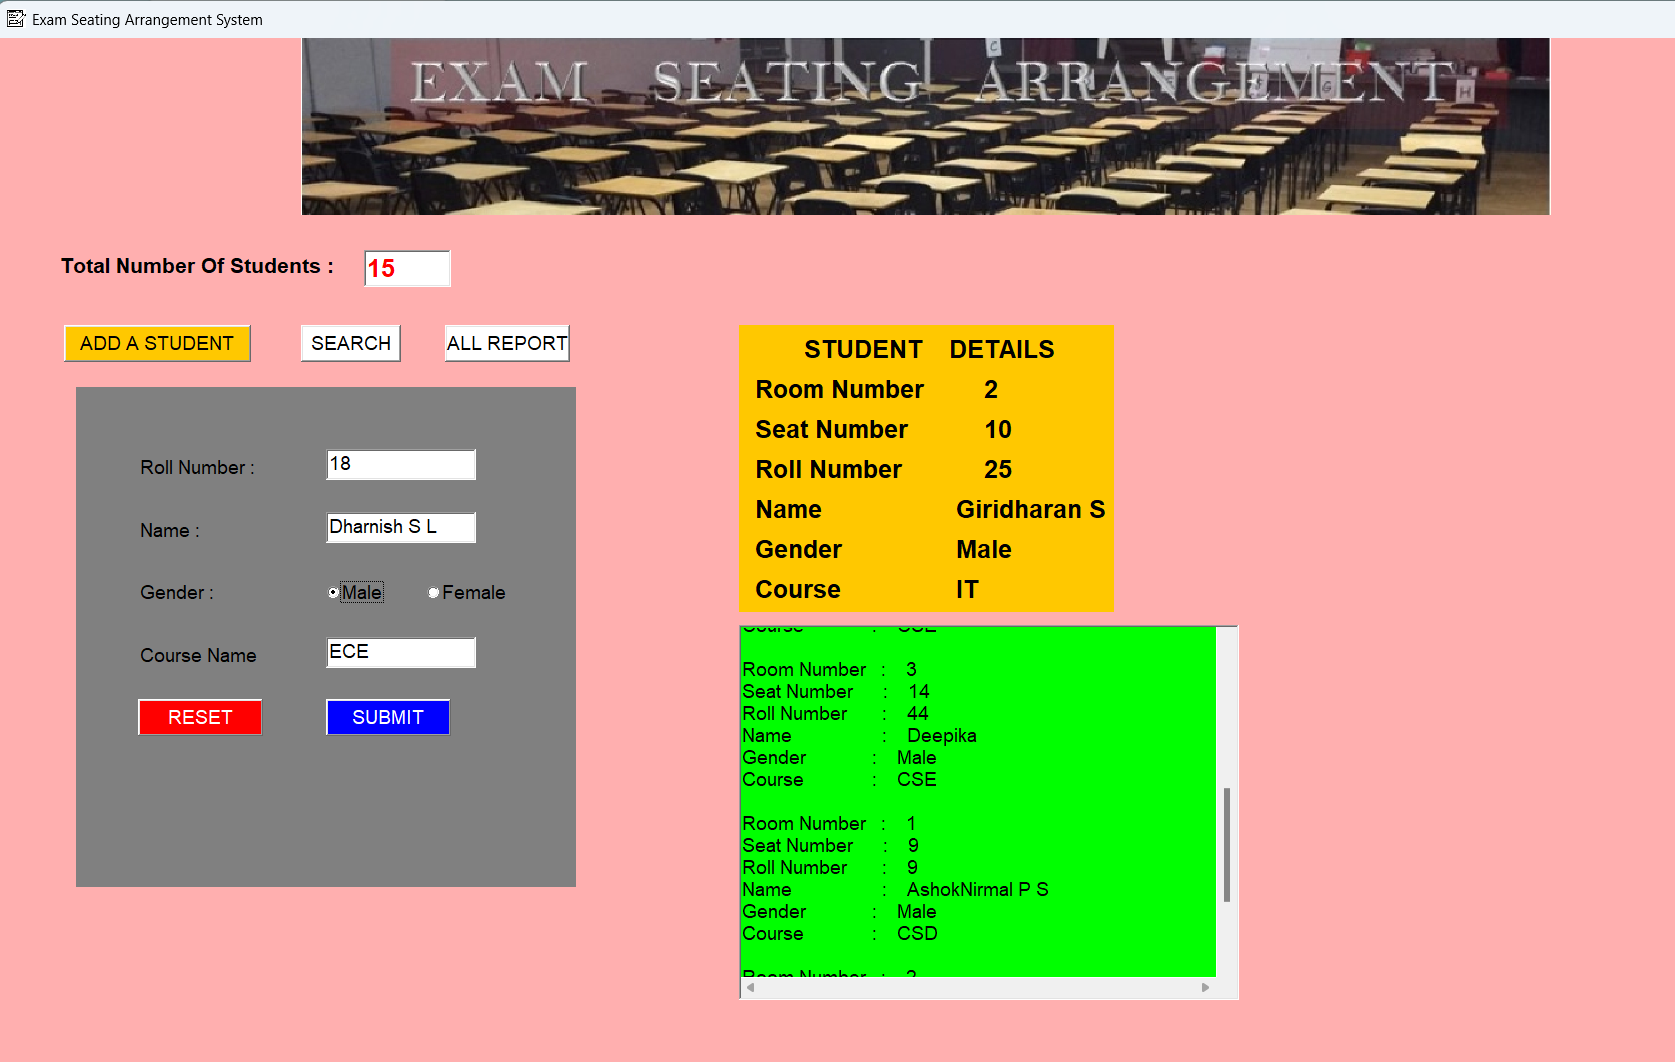 Exam Seating Arrangement System
C
EXAM SEATING ARRANGEMENT
G
H
Total Number Of Students : 15
ADD A STUDENT SEARCH ALL REPORT
Roll Number : 18
Name : Dharnish S L
Gender : Male Female
Course Name ECE
RESET SUBMIT
STUDENT DETAILS
Room Number 2
Seat Number 10
Roll Number 25
Name Giridharan S
Gender Male
Course IT
Course : CSE
Room Number : 3
Seat Number : 14
Roll Number : 44
Name : Deepika
Gender : Male
Course : CSE
Room Number : 1
Seat Number : 9
Roll Number : 9
Name : AshokNirmal P S
Gender : Male
Course : CSD
Room Number :